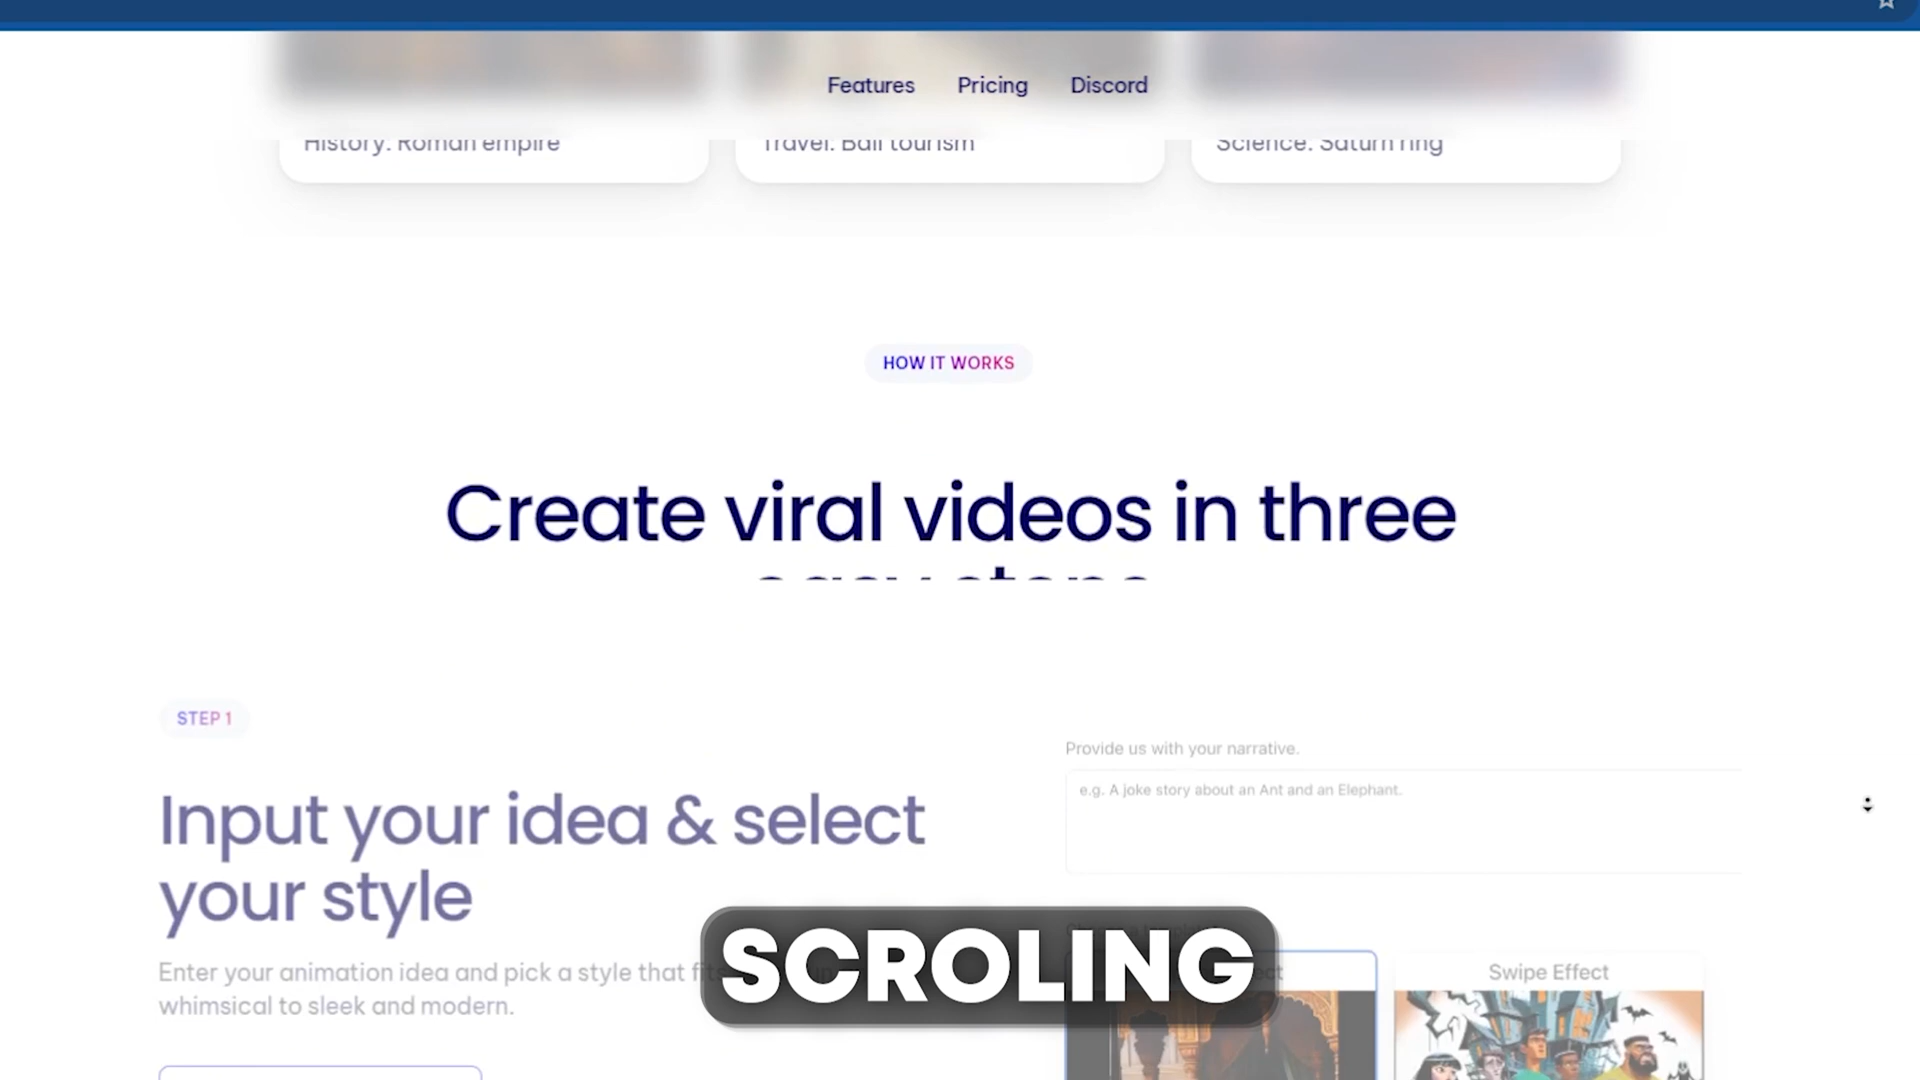 Features Pricing Discord
History: Roman empire
Travel: Bali tourism
Science: Saturn ring
HOW IT WORKS
Create viral videos in three
easy steps
STEP 1
Input your idea & select
your style
Enter your animation idea and pick a style that fits
whimsical to sleek and modern.
Provide us with your narrative.
e.g. A joke story about an Ant and an Elephant.
Swipe Effect
SCROLING